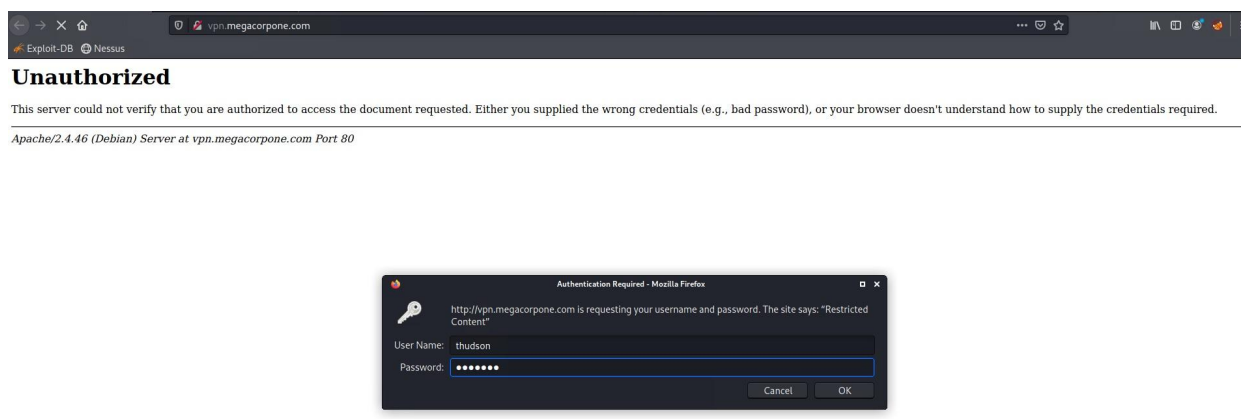 vpn.megacorpone.com
Exploit-DB Nessus
Unauthorized
This server could not verify that you are authorized to access the document requested. Either you supplied the wrong credentials (e.g., bad password), or your browser doesn't understand how to supply the credentials required.
Apache/2.4.46 (Debian) Server at vpn.megacorpone.com Port 80
Authentication Required - Mozilla Firefox
http://vpn.megacorpone.com is requesting your username and password. The site says: “Restricted
Content”
User Name: thudson
Password: ●●●●●●●
Cancel OK